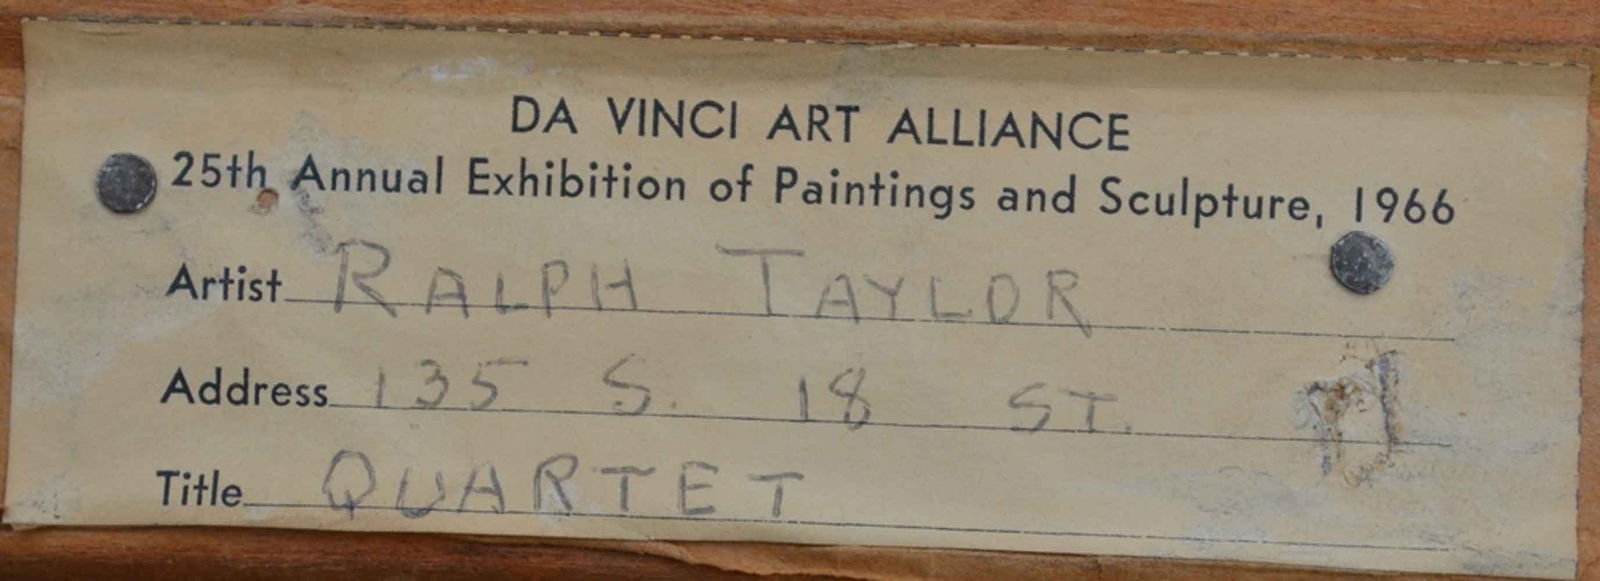 DA VINCI ART ALLIANCE
25th Annual Exhibition of Paintings and Sculpture, 1966
Artist RALPH TAYLOR
Address 135 S. 18 ST.
Title QUARTET